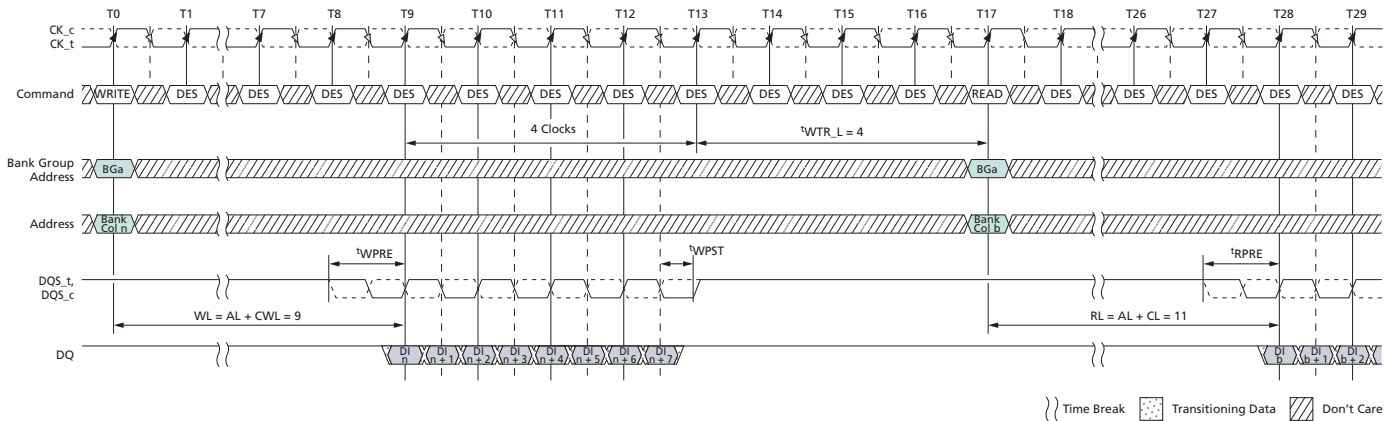 T0 T1 T7 T8 T9 T10 T11 T12 T13 T14 T15 T16 T17 T18 T26 T27 T28 T29
CK_c
CK_t
Command WRITE DES DES DES DES DES DES DES DES DES DES DES READ DES DES DES DES DES
4 Clocks tWTR_L = 4
Bank Group
Address BGa BGa
Address Bank
Col n Bank
Col b
tWPRE tWPST tRPRE
DQS_t,
DQS_c
WL = AL + CWL = 9 RL = AL + CL = 11
DQ DI
n DI
n + 1 DI
n + 2 DI
n + 3 DI
n + 4 DI
n + 5 DI
n + 6 DI
n + 7 DI
b DI
b + 1 DI
b + 2
Time Break Transitioning Data Don't Care